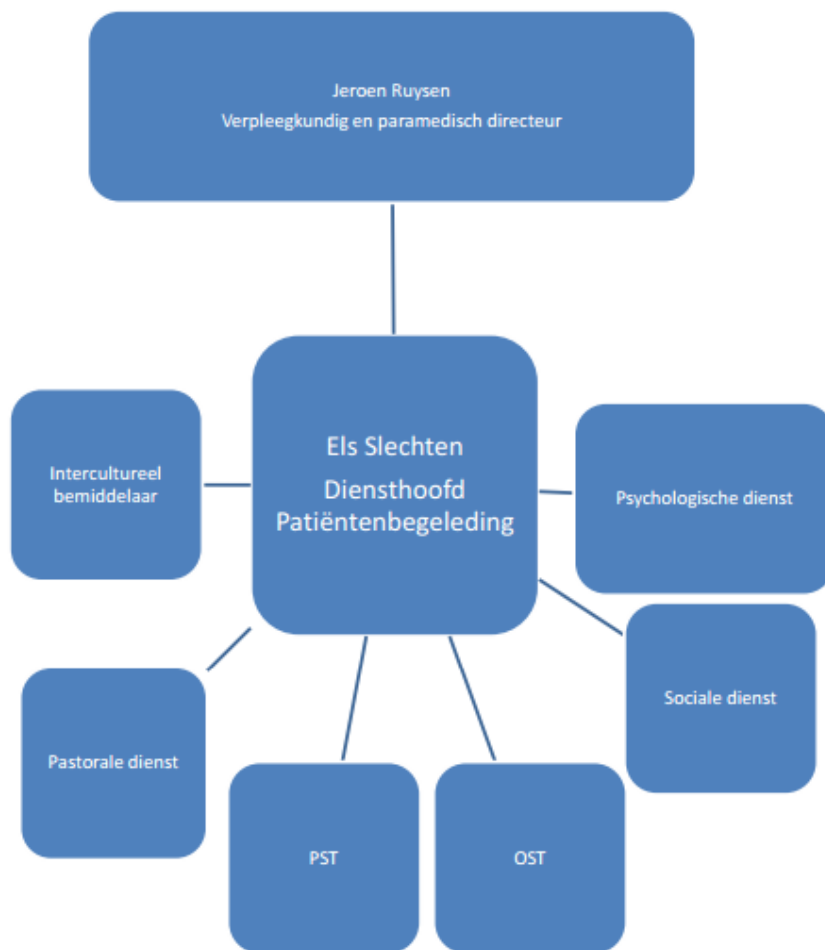 Jeroen Ruysen
Verpleegkundig en paramedisch directeur
Els Slechten
Diensthoofd
Patiëntenbegeleding
Intercultureel
bemiddelaar
Psychologische dienst
Sociale dienst
Pastorale dienst
PST
OST